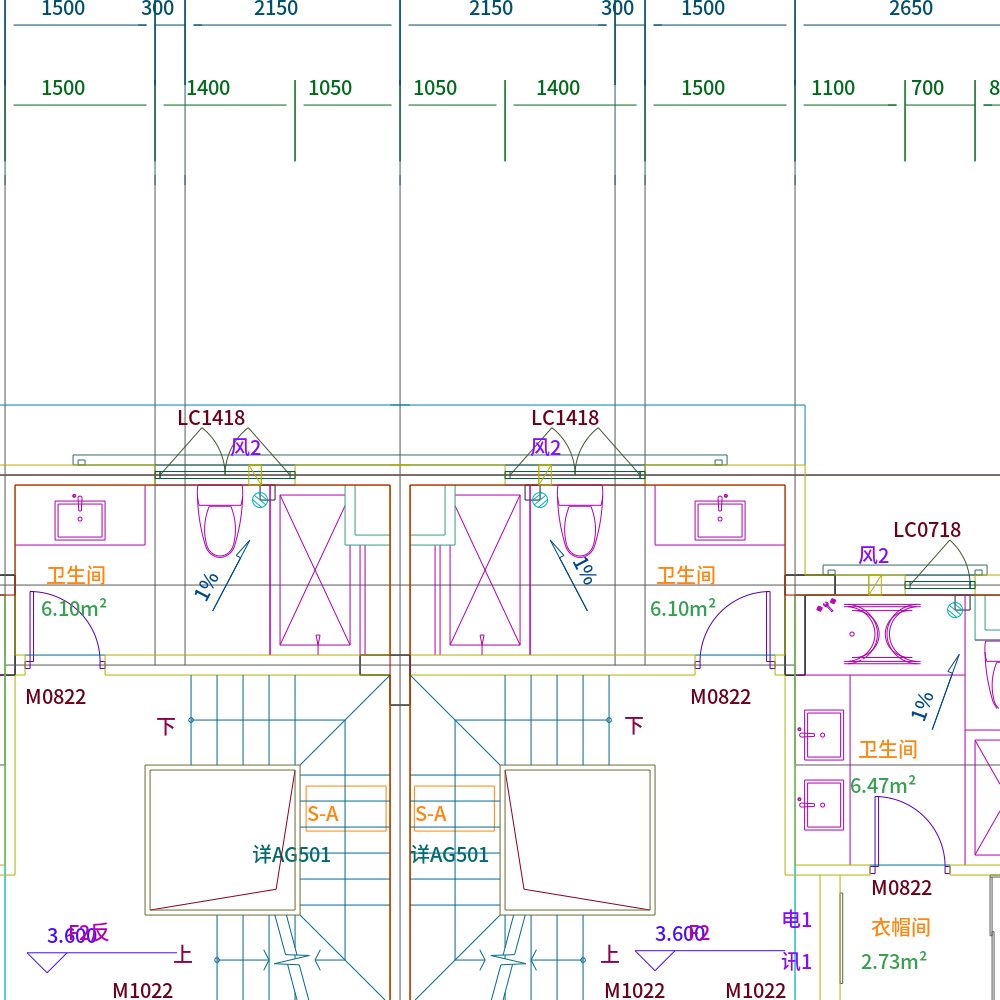 1500 300 2150 2150 300 1500 2650
1500 1400 1050 1050 1400 1500 1100 700 8
LC1418 LC1418
风2 风2
LC0718
风2
1% 1%
卫生间 卫生间
6.10m² 6.10m²
M0822 M0822
1%
下 下
卫生间
6.47m²
S-A S-A
详AG501 详AG501
M0822
电1
衣帽间
3.600 F2反 3.600 F2
上 上
讯1
2.73m²
M1022 M1022 M1022